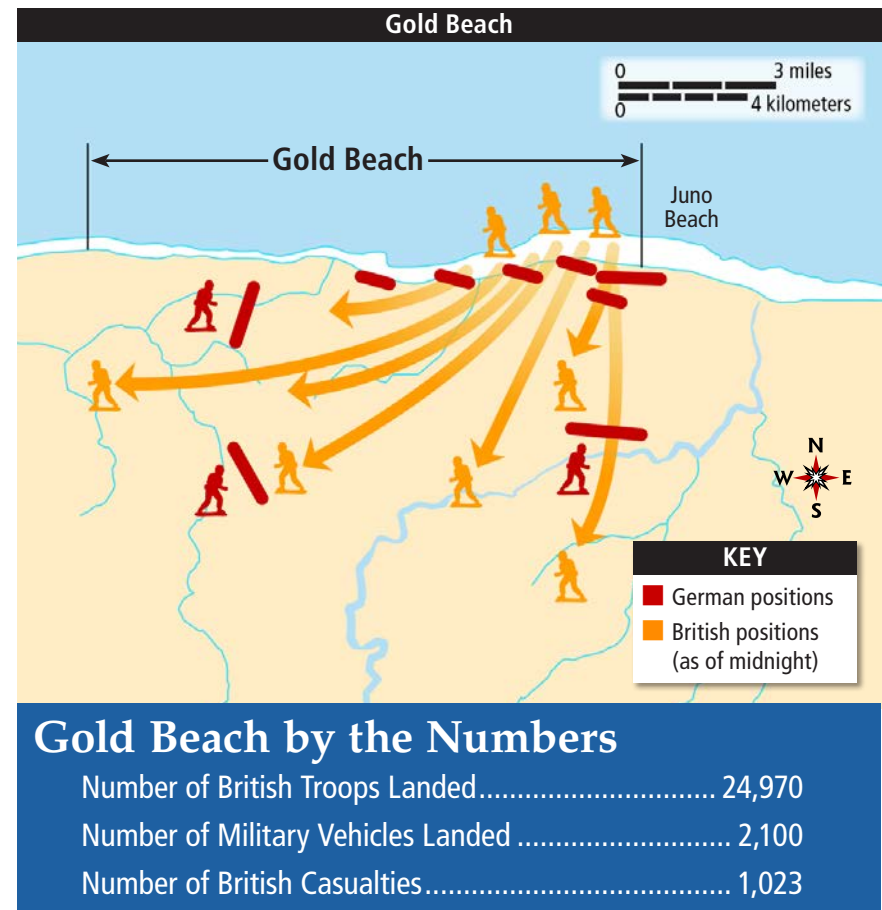 Gold Beach
0 3 miles
0 4 kilometers
Gold Beach
Juno
Beach
N
W E
S
KEY
German positions
British positions
(as of midnight)
Gold Beach by the Numbers
Number of British Troops Landed............................... 24,970
Number of Military Vehicles Landed ............................ 2,100
Number of British Casualties........................................ 1,023